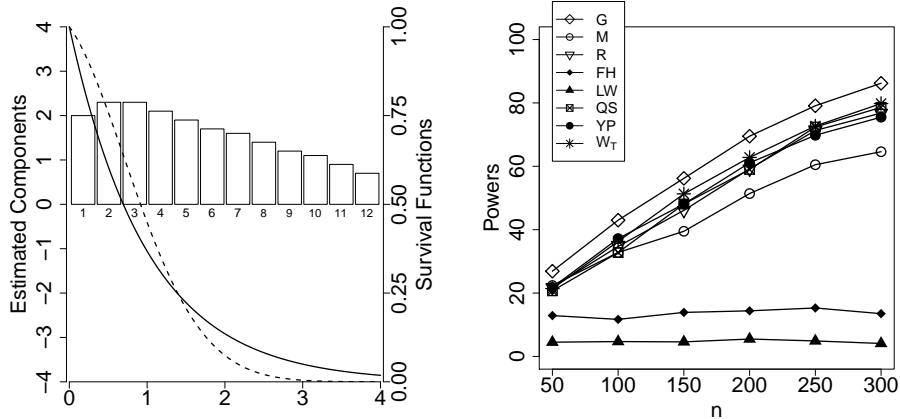 Estimated Components
4
3
2
1
0
−1
−2
−3
−4
1 2 3 4 5 6 7 8 9 10 11 12
0 1 2 3 4
1.00
0.75
0.50
0.25
0.00
Survival Functions
G
M
R
FH
LW
QS
YP
W_T
Powers
100
80
60
40
20
0
50 100 150 200 250 300
n